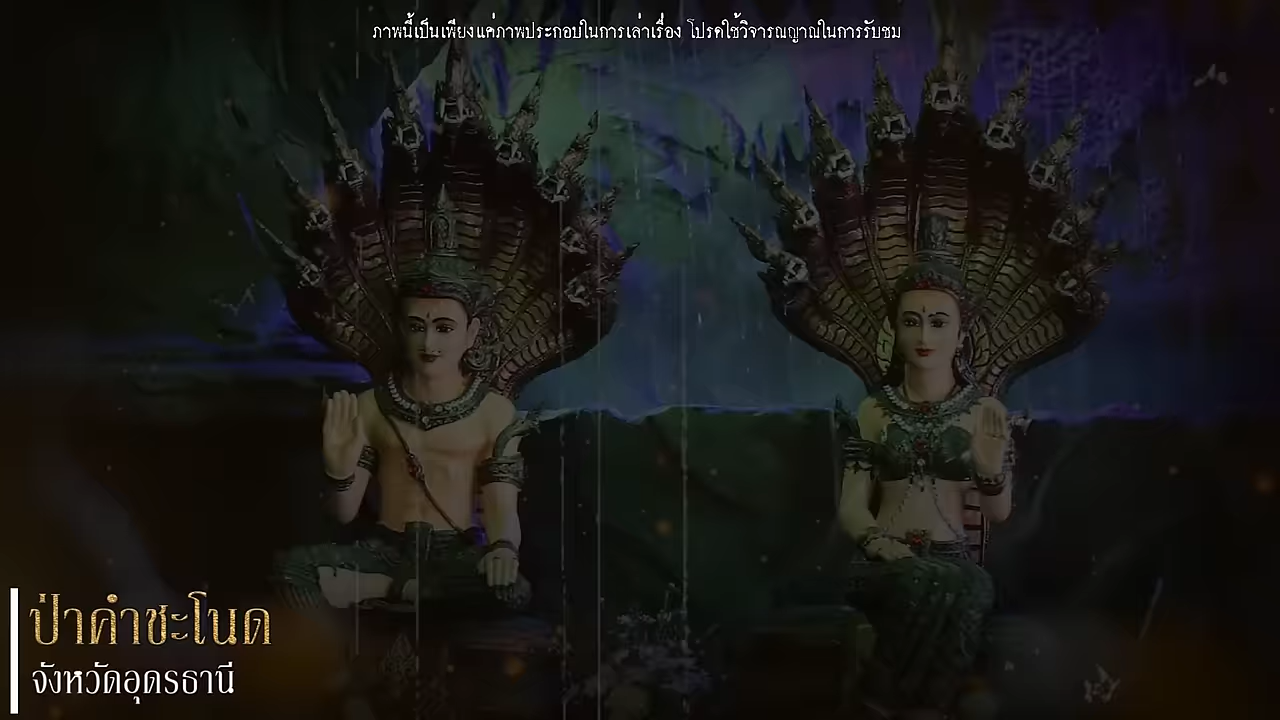 ภาพนี้เป็นเพียงแค่ภาพประกอบในการเล่าเรื่อง โปรดใช้วิจารณญาณในการรับชม
ป่าคำชะโนด
จังหวัดอุดรธานี